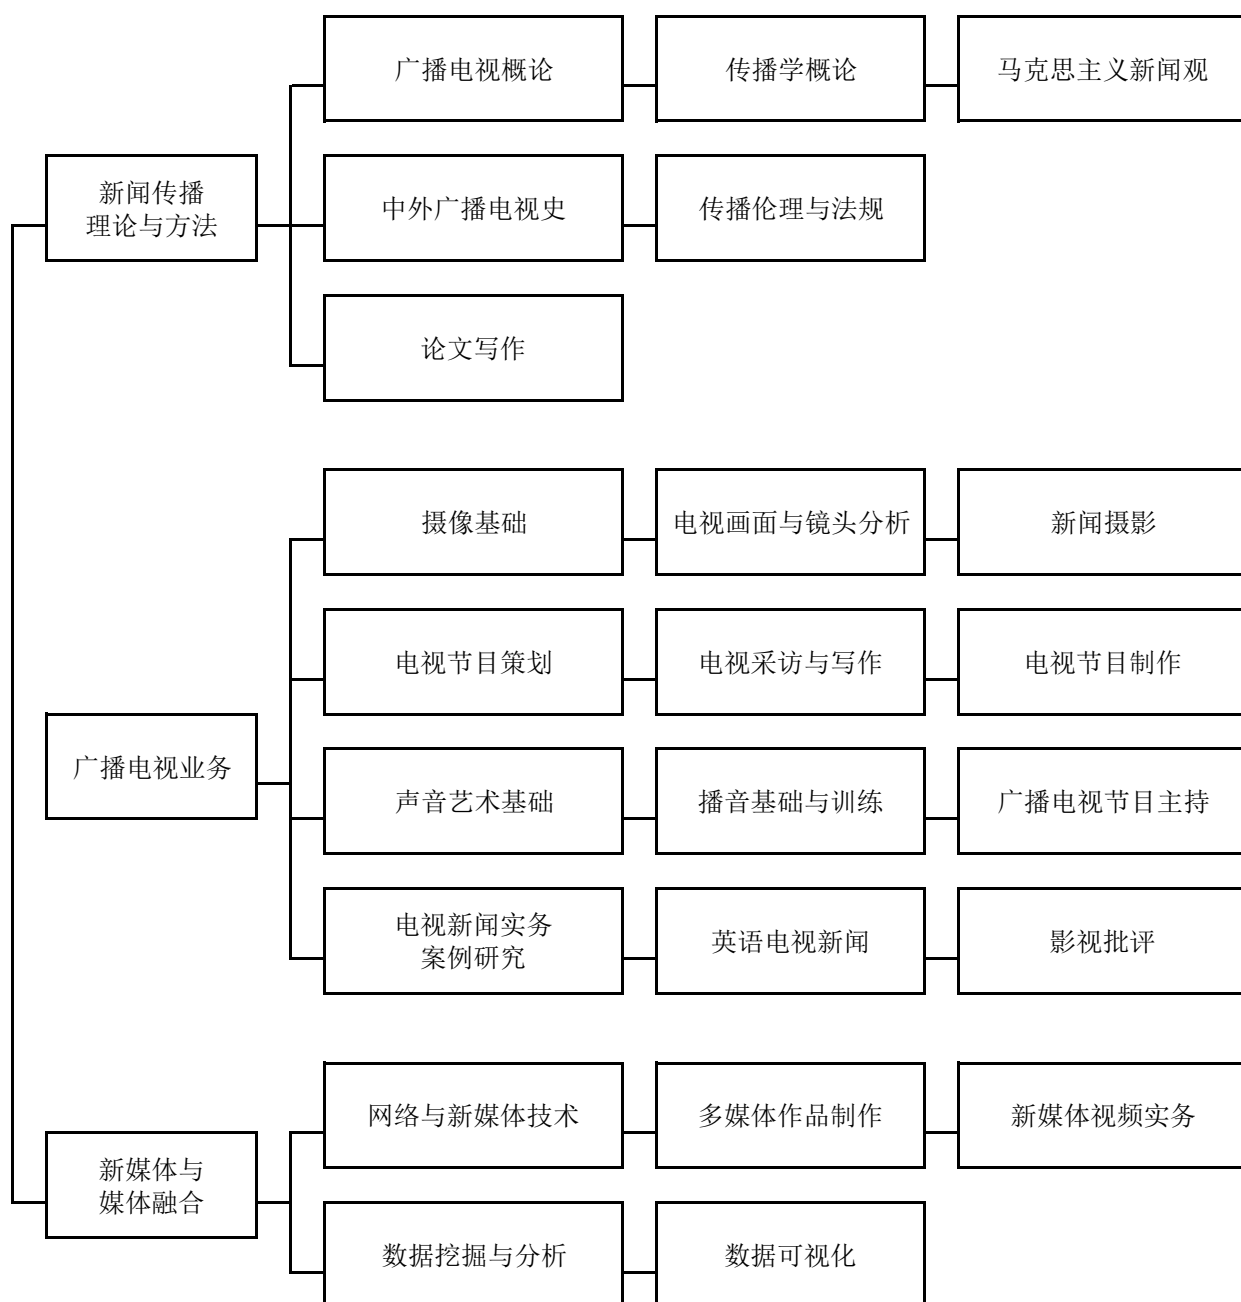 广播电视概论
传播学概论
马克思主义新闻观
新闻传播
理论与方法
中外广播电视史
传播伦理与法规
论文写作
摄像基础
电视画面与镜头分析
新闻摄影
电视节目策划
电视采访与写作
电视节目制作
广播电视业务
声音艺术基础
播音基础与训练
广播电视节目主持
电视新闻实务
案例研究
英语电视新闻
影视批评
网络与新媒体技术
多媒体作品制作
新媒体视频实务
新媒体与
媒体融合
数据挖掘与分析
数据可视化